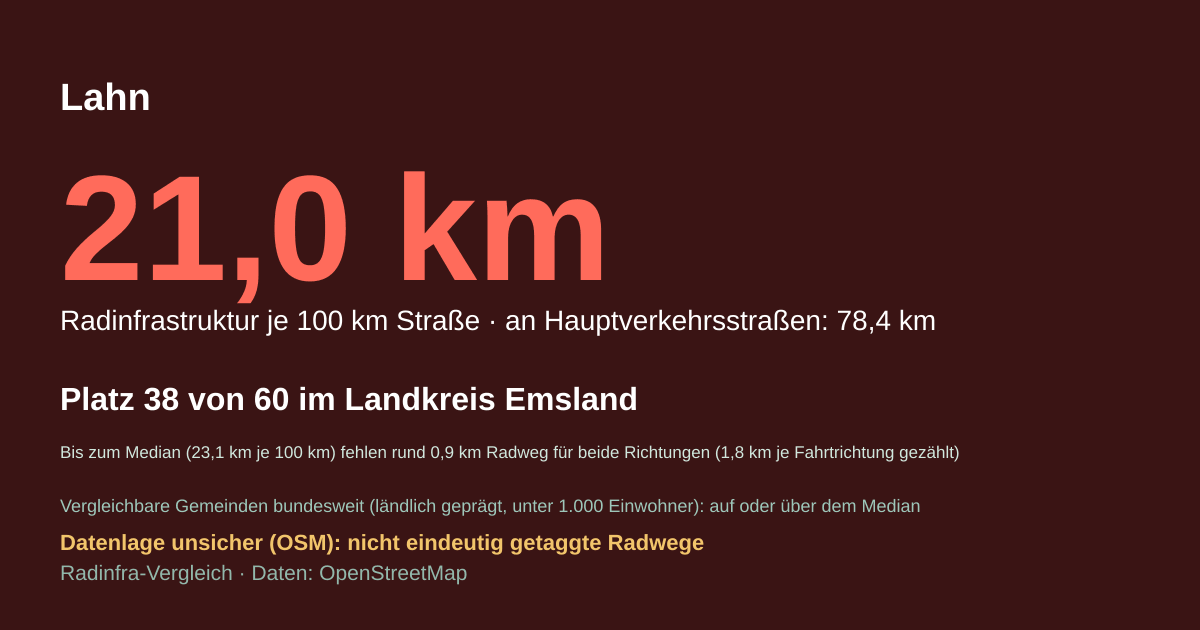 Lahn
21,0 km
Radinfrastruktur je 100 km Straße · an Hauptverkehrsstraßen: 78,4 km
Platz 38 von 60 im Landkreis Emsland
Bis zum Median (23,1 km je 100 km) fehlen rund 0,9 km Radweg für beide Richtungen (1,8 km je Fahrtrichtung gezählt)
Vergleichbare Gemeinden bundesweit (ländlich geprägt, unter 1.000 Einwohner): auf oder über dem Median
Datenlage unsicher (OSM): nicht eindeutig getaggte Radwege
Radinfra-Vergleich · Daten: OpenStreetMap